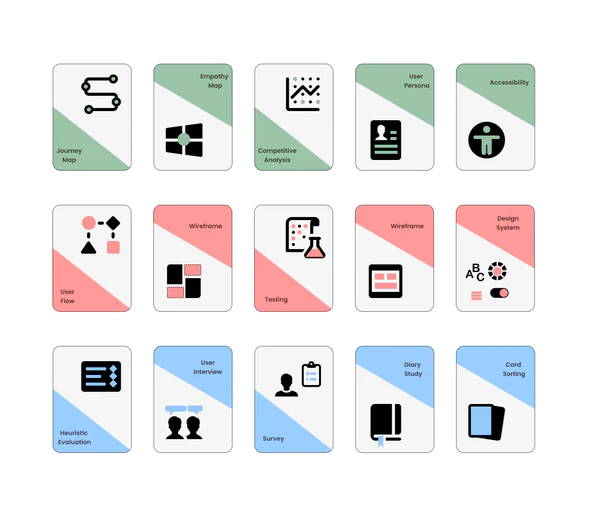 Journey
Map
Empathy
Map
Competitive
Analysis
User
Persona
Accessibility
User
Flow
Wireframe
Testing
Wireframe
Design
System
A B C
Heuristic
Evaluation
User
Interview
Survey
Diary
Study
Card
Sorting